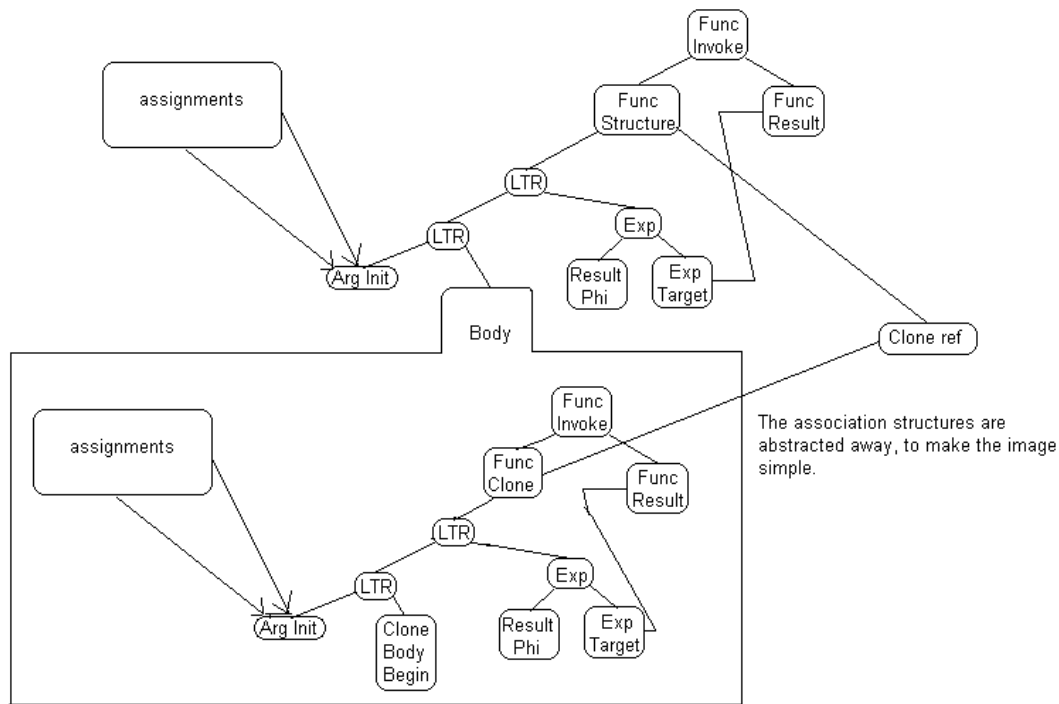 Func
Invoke
assignments
Func
Structure
Func
Result
LTR
LTR
Exp
Arg Init
Result
Phi
Exp
Target
Body
Clone ref
Func
Invoke
assignments
Func
Clone
Func
Result
The association structures are
abstracted away, to make the image
simple.
LTR
LTR
Exp
Arg Init
Clone
Body
Begin
Result
Phi
Exp
Target